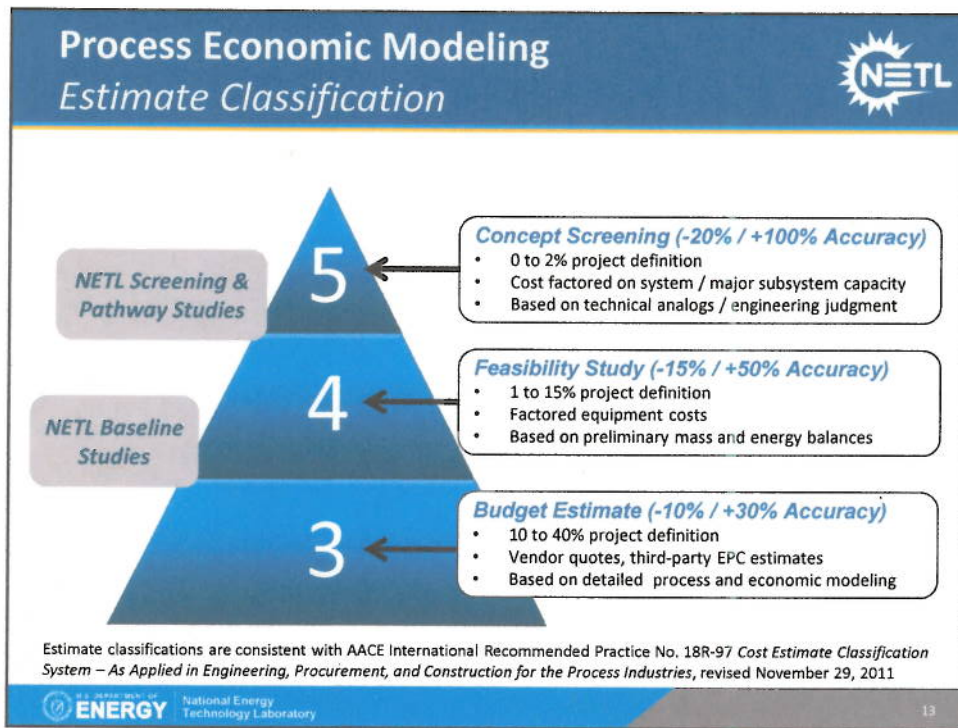 Process Economic Modeling
Estimate Classification
NETL
5
NETL Screening &
Pathway Studies
Concept Screening (-20% / +100% Accuracy)
• 0 to 2% project definition
• Cost factored on system / major subsystem capacity
• Based on technical analogs / engineering judgment
4
NETL Baseline
Studies
Feasibility Study (-15% / +50% Accuracy)
• 1 to 15% project definition
• Factored equipment costs
• Based on preliminary mass and energy balances
3
Budget Estimate (-10% / +30% Accuracy)
• 10 to 40% project definition
• Vendor quotes, third-party EPC estimates
• Based on detailed process and economic modeling
Estimate classifications are consistent with AACE International Recommended Practice No. 18R-97 Cost Estimate Classification
System – As Applied in Engineering, Procurement, and Construction for the Process Industries, revised November 29, 2011
U.S. DEPARTMENT OF
ENERGY
National Energy
Technology Laboratory
13